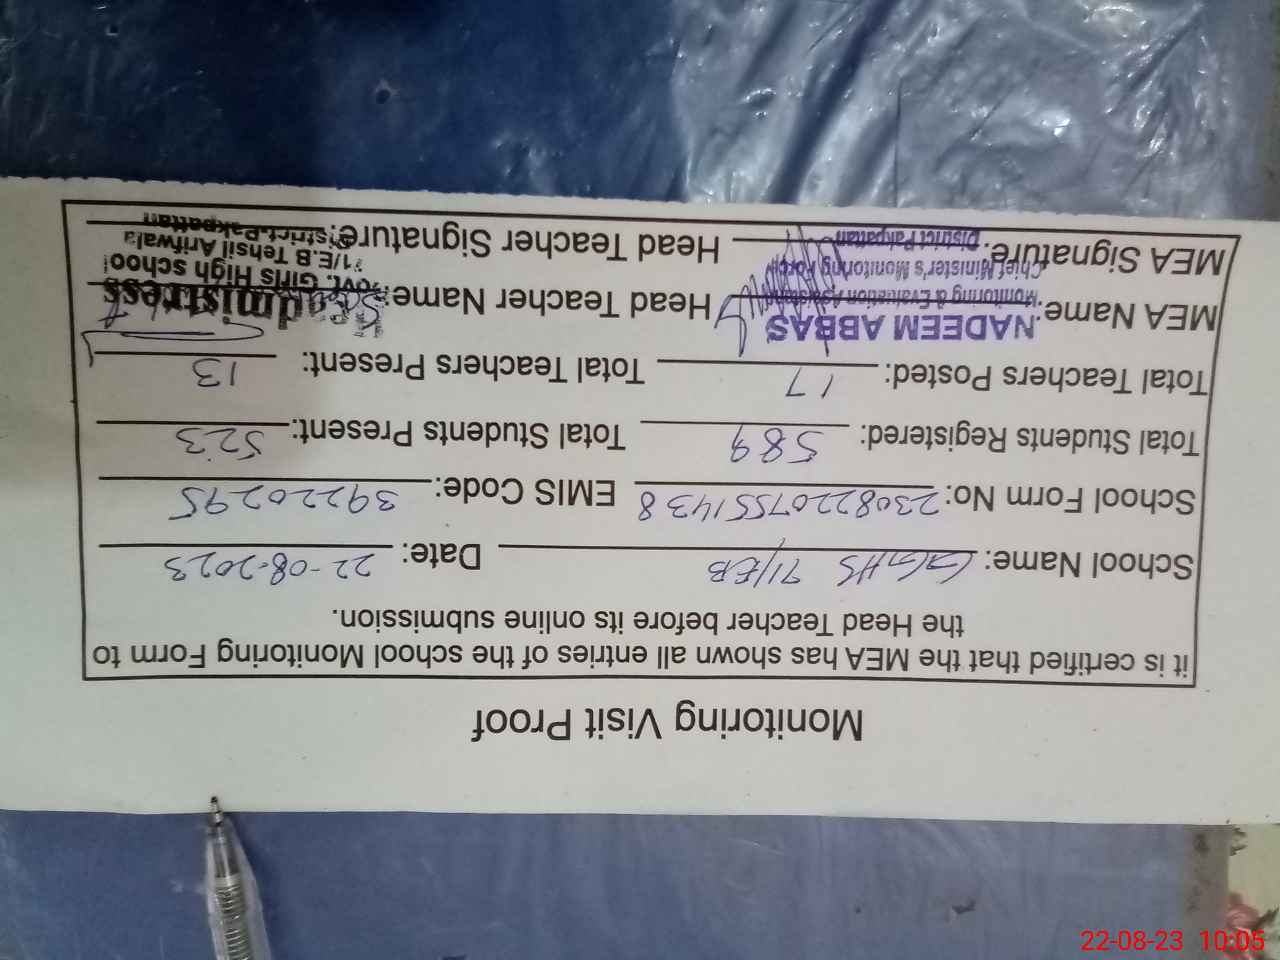 Monitoring Visit Proof
it is certified that the MEA has shown all entries of the school Monitoring Form to
the Head Teacher before its online submission.
School Name: GGHS 71/EB Date: 22-08-2023
School Form No: 23082207551438 EMIS Code: 39220295
Total Students Registered: 589 Total Students Present: 523
Total Teachers Posted: 17 Total Teachers Present: 13
NADEEM ABBAS
MEA Name: Monitoring & Evaluation Assistant Head Teacher Name: Headmistress
Chief Minister's Monitoring Force Govt. Girls High school
MEA Signature: District Pakpattan Head Teacher Signature: 71/E.B Tehsil Arifwala
District Pakpattan
22-08-23 10:05